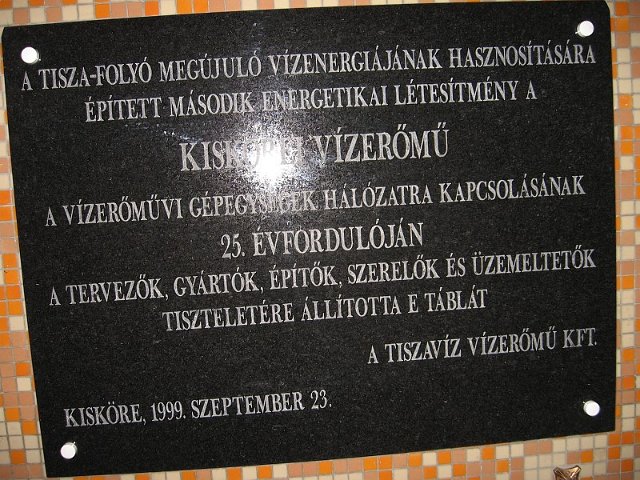 A TISZA-FOLYÓ MEGÚJULÓ VÍZENERGIÁJÁNAK HASZNOSÍTÁSÁRA
ÉPÍTETT MÁSODIK ENERGETIKAI LÉTESÍTMÉNY A
KISKÖREI VÍZERŐMŰ
A VÍZERŐMŰVI GÉPEGYSÉGEK HÁLÓZATRA KAPCSOLÁSÁNAK
25. ÉVFORDULÓJÁN
A TERVEZŐK, GYÁRTÓK, ÉPÍTŐK, SZERELŐK ÉS ÜZEMELTETŐK
TISZTELETÉRE ÁLLÍTOTTA E TÁBLÁT
A TISZAVÍZ VÍZERŐMŰ KFT.
KISKÖRE, 1999. SZEPTEMBER 23.